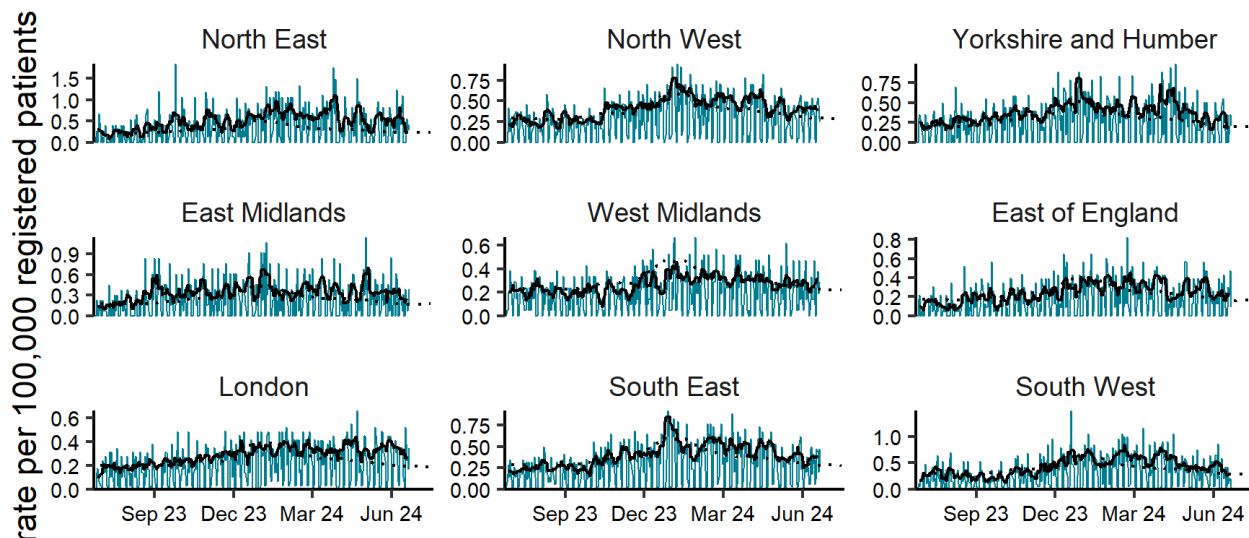 rate per 100,000 registered patients
North East
1.5
1.0
0.5
0.0
North West
0.75
0.50
0.25
0.00
Yorkshire and Humber
0.75
0.50
0.25
0.00
East Midlands
0.9
0.6
0.3
0.0
West Midlands
0.6
0.4
0.2
0.0
East of England
0.8
0.6
0.4
0.2
0.0
London
0.6
0.4
0.2
0.0
South East
0.75
0.50
0.25
0.00
South West
1.0
0.5
0.0
Sep 23 Dec 23 Mar 24 Jun 24
Sep 23 Dec 23 Mar 24 Jun 24
Sep 23 Dec 23 Mar 24 Jun 24